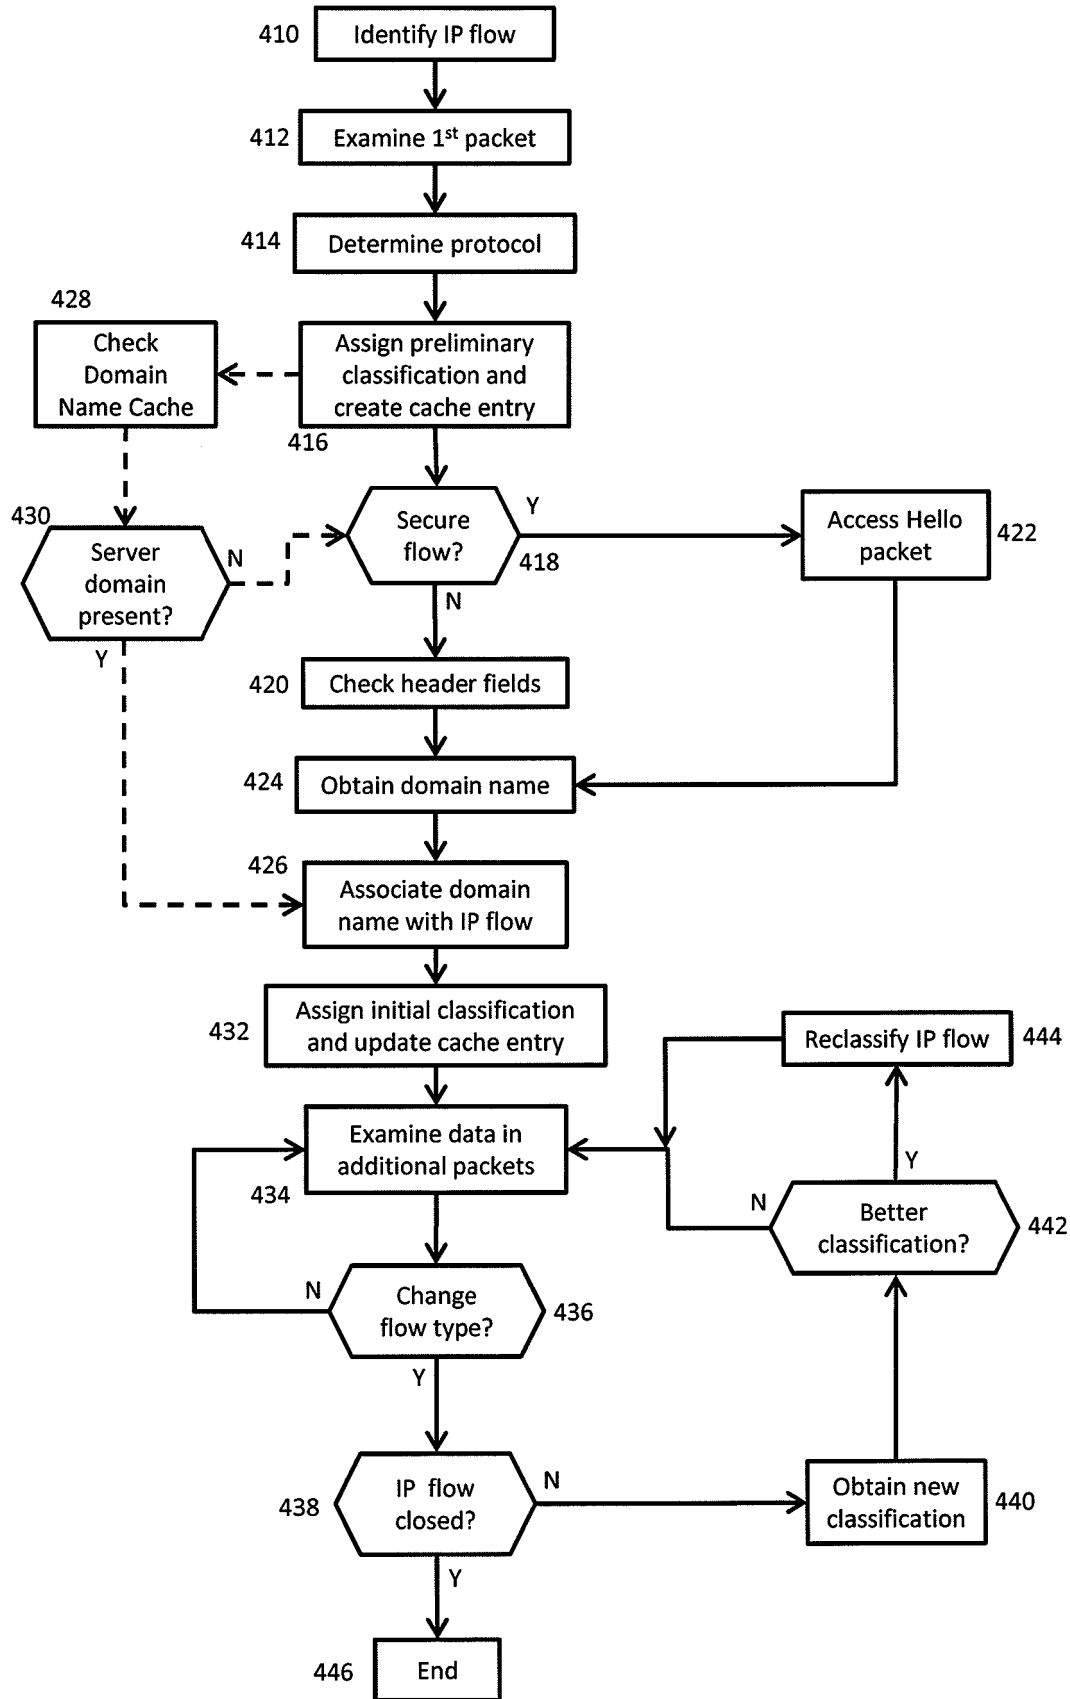 410
Identify IP flow
412
Examine 1st packet
414
Determine protocol
428
Check
Domain
Name Cache
Assign preliminary
classification and
create cache entry
416
430
Server
domain
present?
N
Y
Secure
flow?
Y
418
N
Access Hello
packet
422
420
Check header fields
424
Obtain domain name
426
Associate domain
name with IP flow
432
Assign initial classification
and update cache entry
Reclassify IP flow
444
Examine data in
additional packets
434
Y
N
Better
classification?
442
N
Change
flow type?
436
Y
438
IP flow
closed?
N
Obtain new
classification
440
Y
446
End